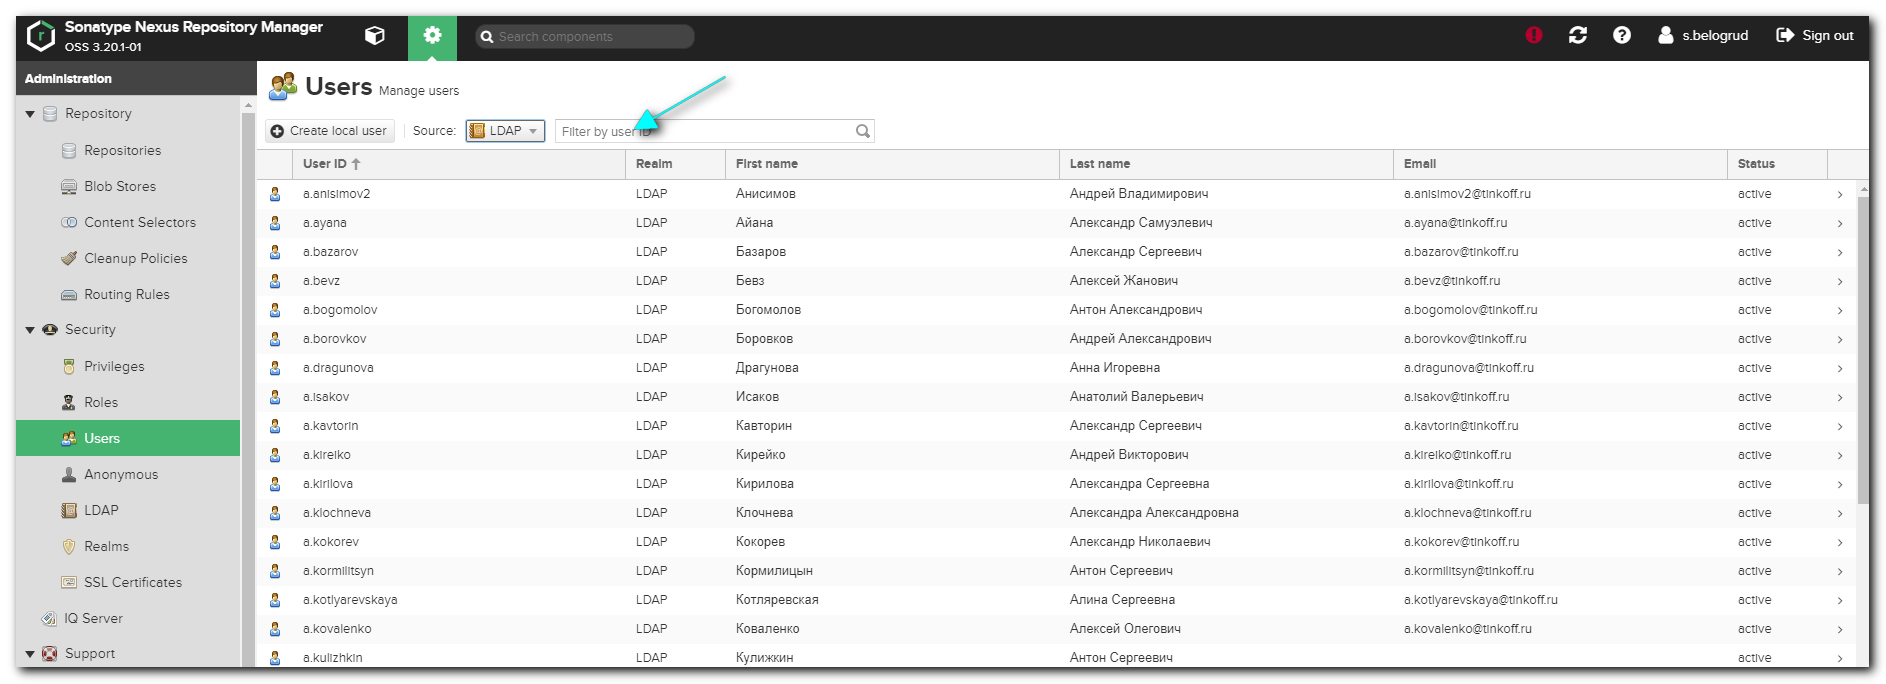 Sonatype Nexus Repository Manager
OSS 3.20.1-01
Search components
s.belogrud
Sign out
Administration
Repository
Repositories
Blob Stores
Content Selectors
Cleanup Policies
Routing Rules
Security
Privileges
Roles
Users
Anonymous
LDAP
Realms
SSL Certificates
IQ Server
Support
Users Manage users
Create local user Source: LDAP Filter by user ID
User ID Realm First name Last name Email Status
a.anisimov2 LDAP Анисимов Андрей Владимирович a.anisimov2@tinkoff.ru active
a.ayana LDAP Айана Александр Самуэлевич a.ayana@tinkoff.ru active
a.bazarov LDAP Базаров Александр Сергеевич a.bazarov@tinkoff.ru active
a.bevz LDAP Бевз Алексей Жанович a.bevz@tinkoff.ru active
a.bogomolov LDAP Богомолов Антон Александрович a.bogomolov@tinkoff.ru active
a.borovkov LDAP Боровков Андрей Александрович a.borovkov@tinkoff.ru active
a.dragunova LDAP Драгунова Анна Игоревна a.dragunova@tinkoff.ru active
a.isakov LDAP Исаков Анатолий Валерьевич a.isakov@tinkoff.ru active
a.kavtorin LDAP Кавторин Александр Сергеевич a.kavtorin@tinkoff.ru active
a.kireiko LDAP Кирейко Андрей Викторович a.kireiko@tinkoff.ru active
a.kirilova LDAP Кирилова Александра Сергеевна a.kirilova@tinkoff.ru active
a.klochneva LDAP Клочнева Александра Александровна a.klochneva@tinkoff.ru active
a.kokorev LDAP Кокорев Александр Николаевич a.kokorev@tinkoff.ru active
a.kormilitsyn LDAP Кормилицын Антон Сергеевич a.kormilitsyn@tinkoff.ru active
a.kotlyarevskaya LDAP Котляревская Алина Сергеевна a.kotlyarevskaya@tinkoff.ru active
a.kovalenko LDAP Коваленко Алексей Олегович a.kovalenko@tinkoff.ru active
a.kulizhkin LDAP Кулижкин Антон Сергеевич active